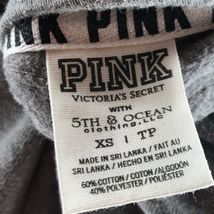 PINK PINK
PINK
VICTORIA'S SECRET
WITH
5TH & OCEAN
clothing, LLC
XS | TP
MADE IN SRI LANKA / FAIT AU
SRI LANKA / HECHO EN SRI LANKA
60% COTTON / COTON / ALGODÓN
40% POLYESTER / POLIÉSTER